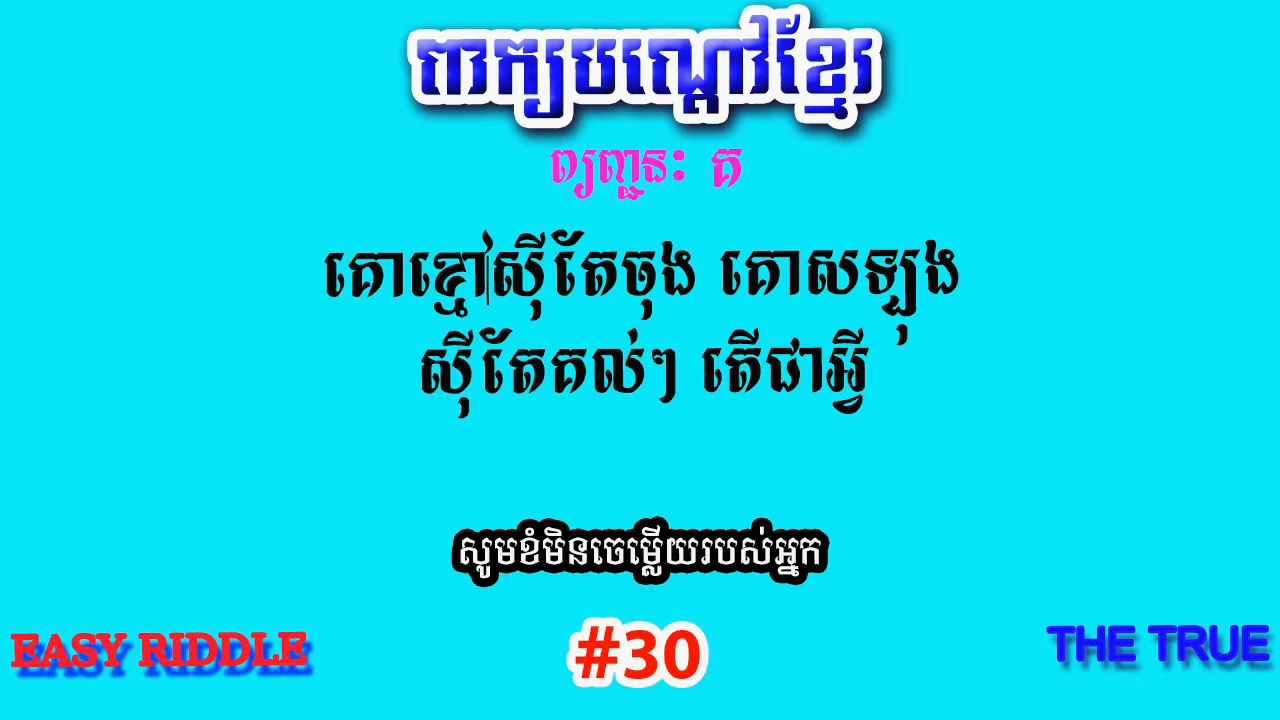 ពាក្យបណ្តៅខ្មែរ
ព្យញ្ជនៈ គ
គោខ្មៅស៊ីតែចុង គោសឡុង
ស៊ីតែគល់ៗ តើជាអ្វី
សូមខំមិនចេម្លើយរបស់អ្នក
EASY RIDDLE
#30
THE TRUE